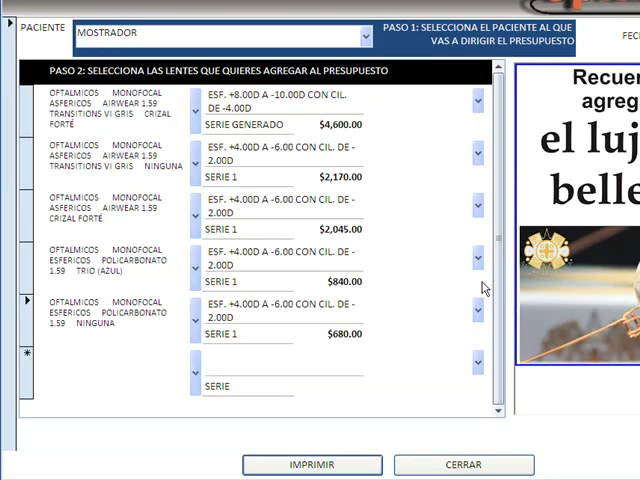 PACIENTE
MOSTRADOR
PASO 1: SELECCIONA EL PACIENTE AL QUE
VAS A DIRIGIR EL PRESUPUESTO
FEC
PASO 2: SELECCIONA LAS LENTES QUE QUIERES AGREGAR AL PRESUPUESTO
OFTALMICOS MONOFOCAL
ASFERICOS AIRWEAR 1.59
TRANSITIONS VI GRIS CRIZAL
FORTÉ
ESF. +8.00D A -10.00D CON CIL.
DE -4.00D
SERIE GENERADO $4,600.00
OFTALMICOS MONOFOCAL
ASFERICOS AIRWEAR 1.59
TRANSITIONS VI GRIS NINGUNA
ESF. +4.00D A -6.00 CON CIL. DE -
2.00D
SERIE 1 $2,170.00
OFTALMICOS MONOFOCAL
ASFERICOS AIRWEAR 1.59
CRIZAL FORTÉ
ESF. +4.00D A -6.00 CON CIL. DE -
2.00D
SERIE 1 $2,045.00
OFTALMICOS MONOFOCAL
ESFERICOS POLICARBONATO
1.59 TRIO (AZUL)
ESF. +4.00D A -6.00 CON CIL. DE -
2.00D
SERIE 1 $840.00
OFTALMICOS MONOFOCAL
ESFERICOS POLICARBONATO
1.59 NINGUNA
ESF. +4.00D A -6.00 CON CIL. DE -
2.00D
SERIE 1 $680.00
SERIE
Recuer
agrega
el luj
belle
IMPRIMIR
CERRAR